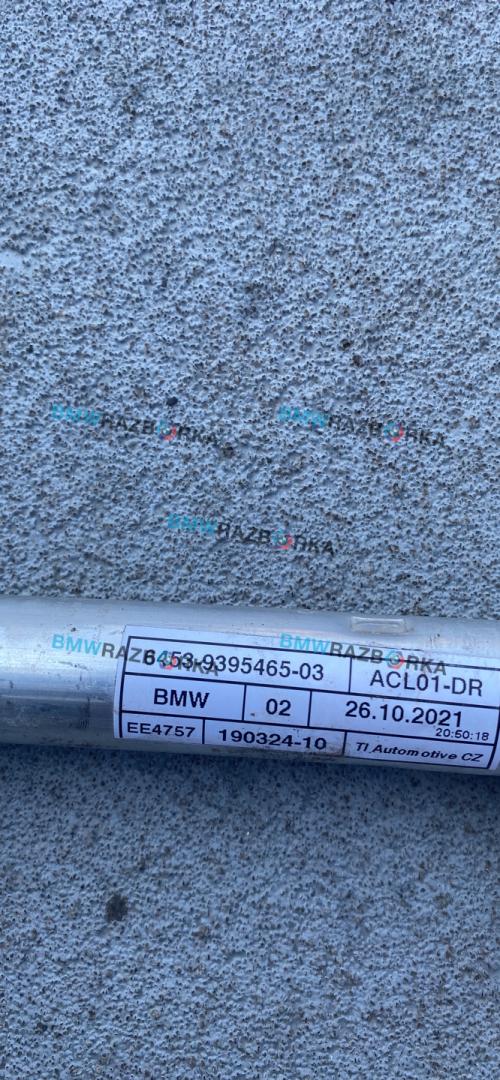 BMWRAZBORKA BMWRAZBORKA
BMWRAZBORKA
BMWRAZBORKA BMWRAZBORKA
6453-9395465-03 ACL01-DR
BMW 02 26.10.2021
20:50:18
EE4757 190324-10 TI Automotive CZ